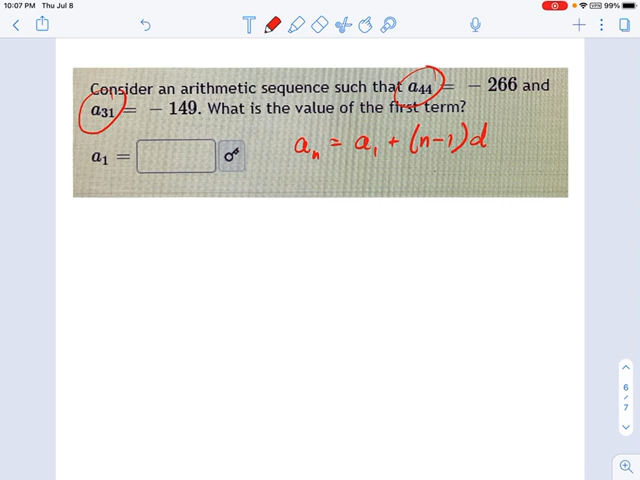 10:07 PM Thu Jul 8
VPN 99%
T
Consider an arithmetic sequence such that a₄₄ = − 266 and
a₃₁ = − 149. What is the value of the first term?
a₁ =
aₙ = a₁ + (n−1)d
6
/
7